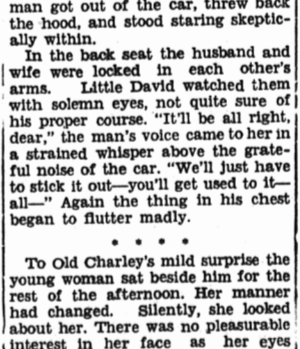 man got out of the car, threw back
the hood, and stood staring skeptic-
ally within.
In the back seat the husband and
wife were locked in each other's
arms. Little David watched them
with solemn eyes, not quite sure of
his proper course. "It'll be all right,
dear," the man's voice came to her in
a strained whisper above the grate-
ful noise of the car. "We'll just have
to stick it out—you'll get used to it—
all—" Again the thing in his chest
began to flutter madly.
* * * *
To Old Charley's mild surprise the
young woman sat beside him for the
rest of the afternoon. Her manner
had changed. Silently, she looked
about her. There was no pleasurable
interest in her face as her eyes